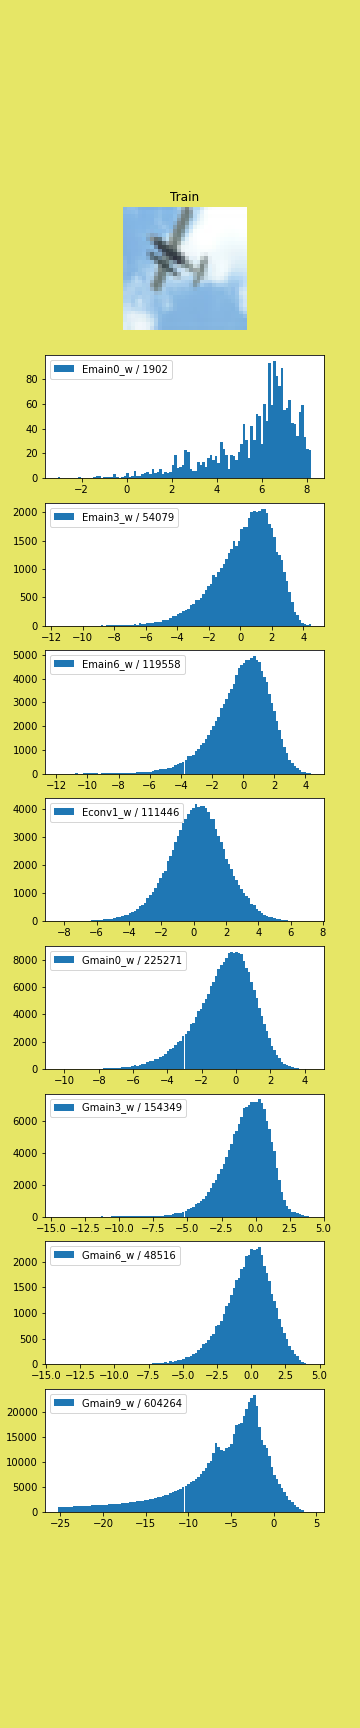 Train
Emain0_w / 1902
80
60
40
20
0
−2 0 2 4 6 8
Emain3_w / 54079
2000
1500
1000
500
0
−12 −10 −8 −6 −4 −2 0 2 4
Emain6_w / 119558
5000
4000
3000
2000
1000
0
−12 −10 −8 −6 −4 −2 0 2 4
Econv1_w / 111446
4000
3000
2000
1000
0
−8 −6 −4 −2 0 2 4 6 8
Gmain0_w / 225271
8000
6000
4000
2000
0
−10 −8 −6 −4 −2 0 2 4
Gmain3_w / 154349
6000
4000
2000
0
−15.0 −12.5 −10.0 −7.5 −5.0 −2.5 0.0 2.5 5.0
Gmain6_w / 48516
2000
1500
1000
500
0
−15.0 −12.5 −10.0 −7.5 −5.0 −2.5 0.0 2.5 5.0
Gmain9_w / 604264
20000
15000
10000
5000
0
−25 −20 −15 −10 −5 0 5